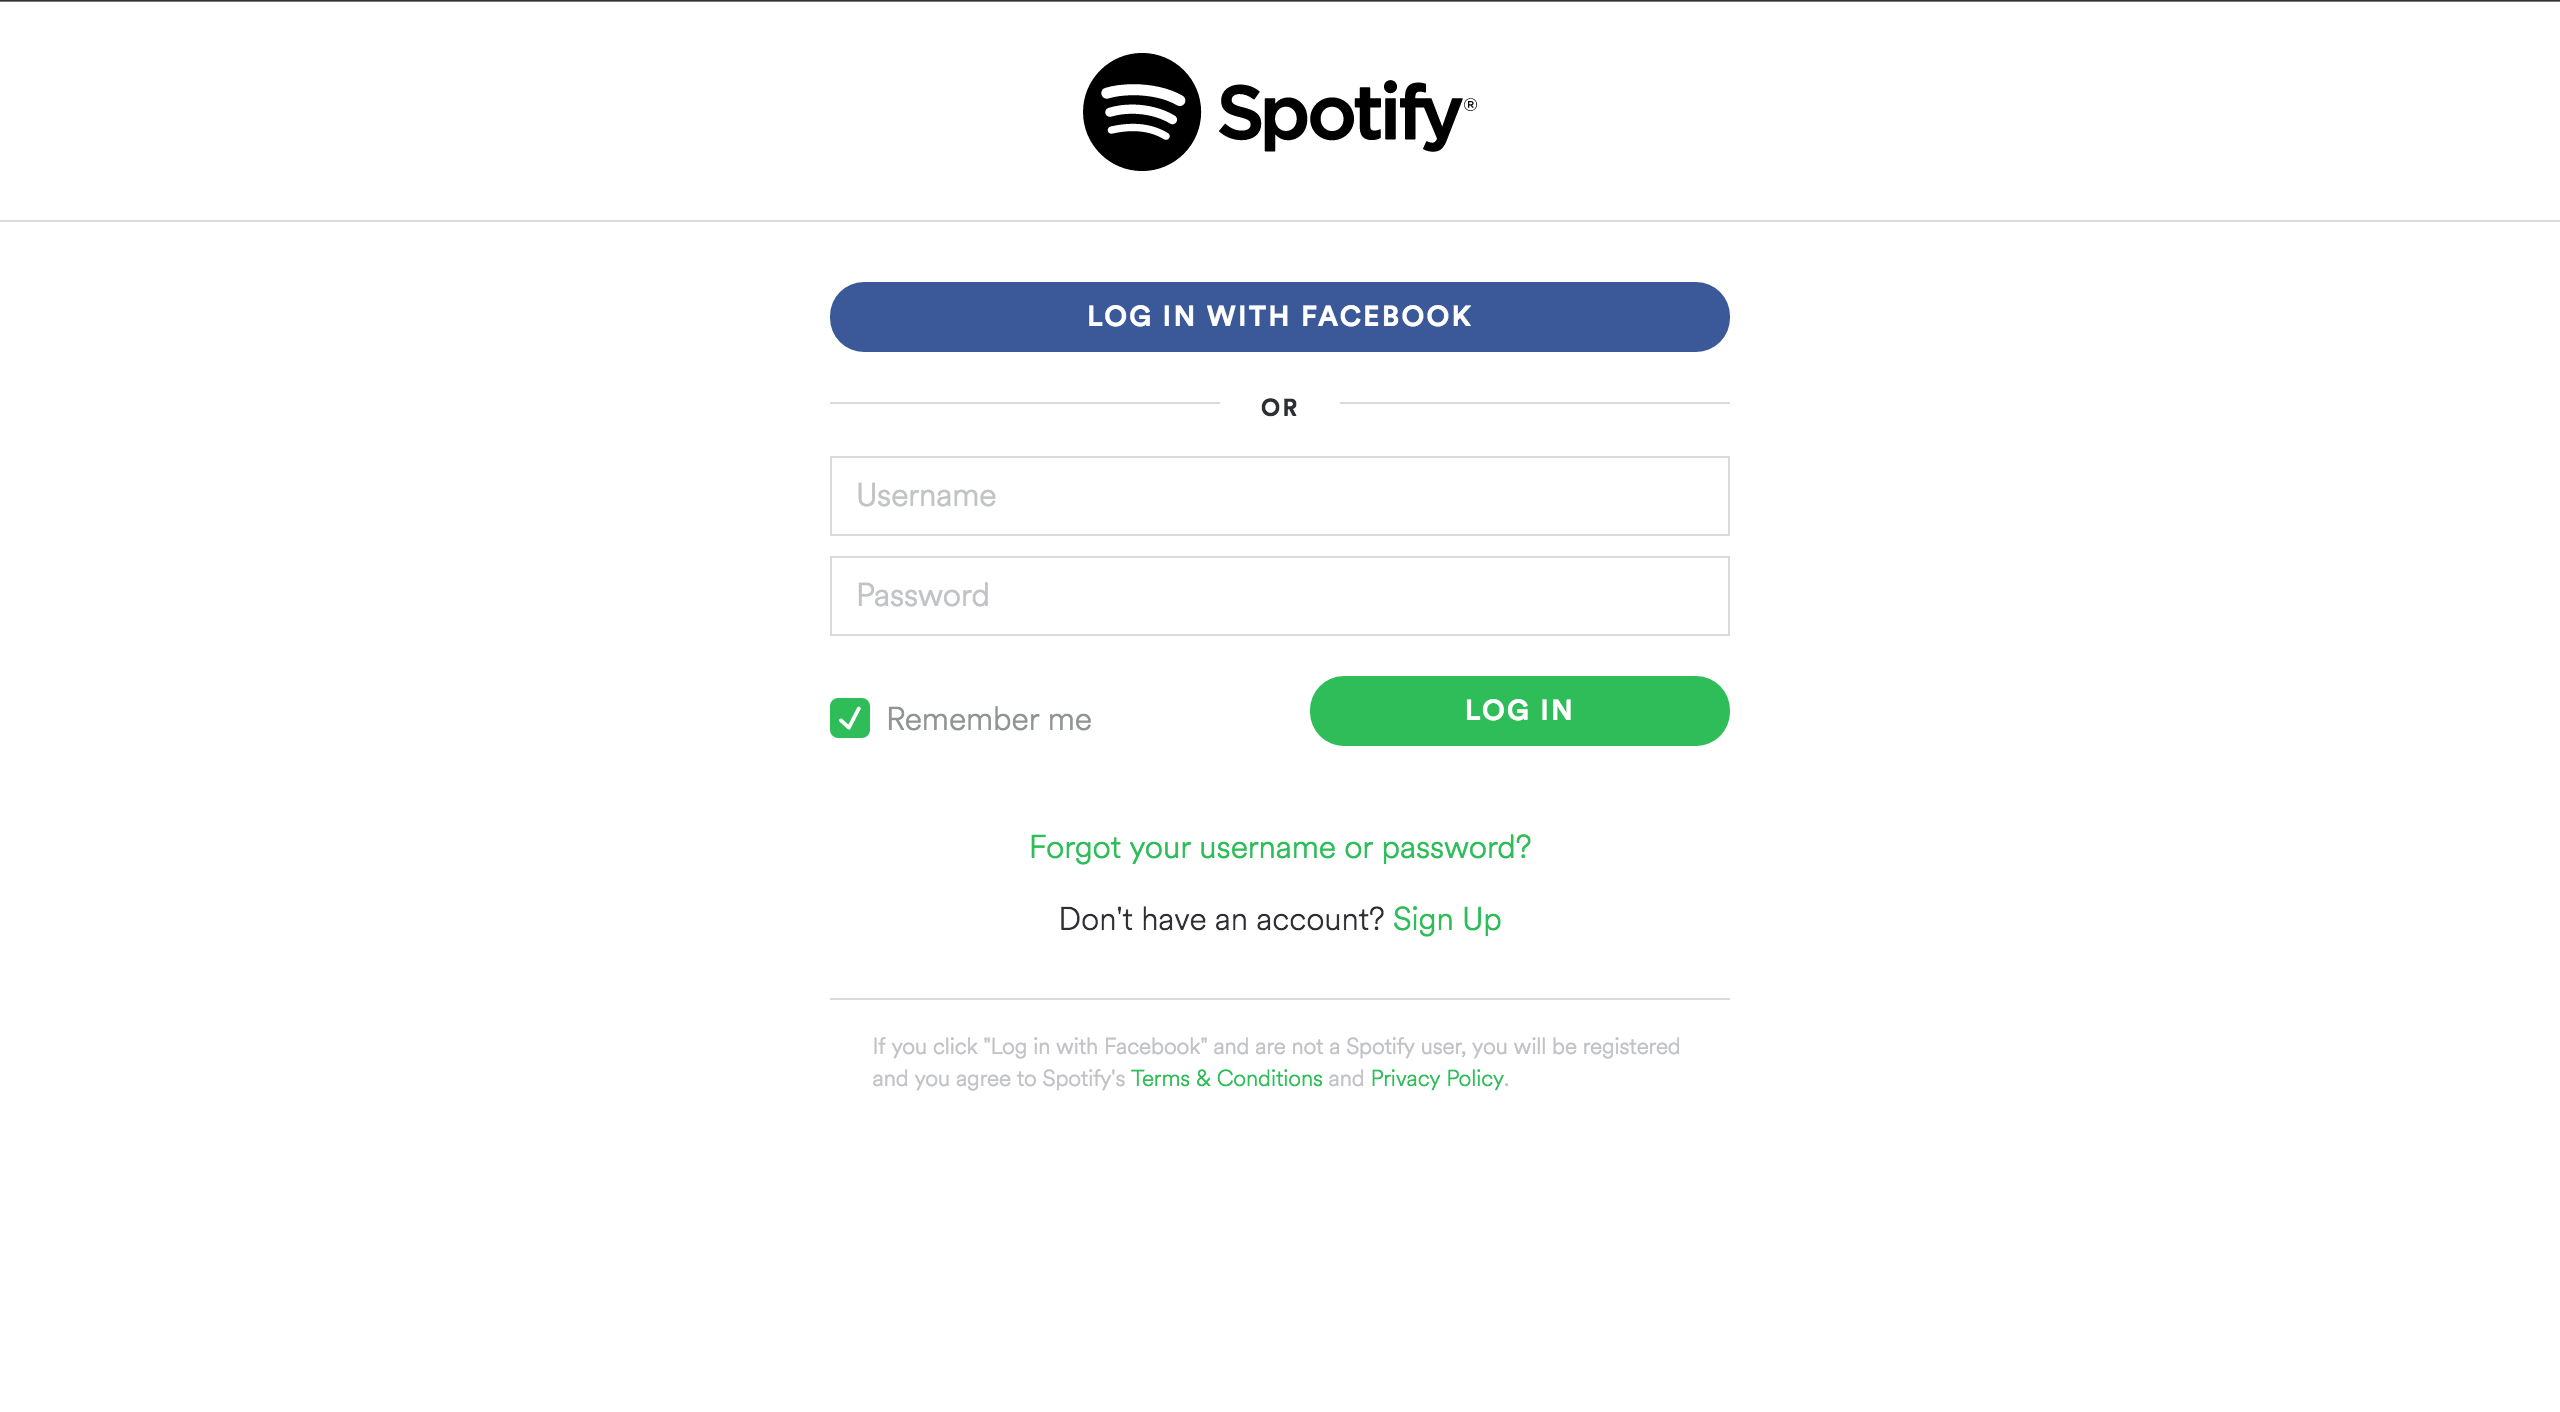 Spotify®
LOG IN WITH FACEBOOK
OR
Username
Password
Remember me
LOG IN
Forgot your username or password?
Don't have an account? Sign Up
If you click "Log in with Facebook" and are not a Spotify user, you will be registered
and you agree to Spotify's Terms & Conditions and Privacy Policy.